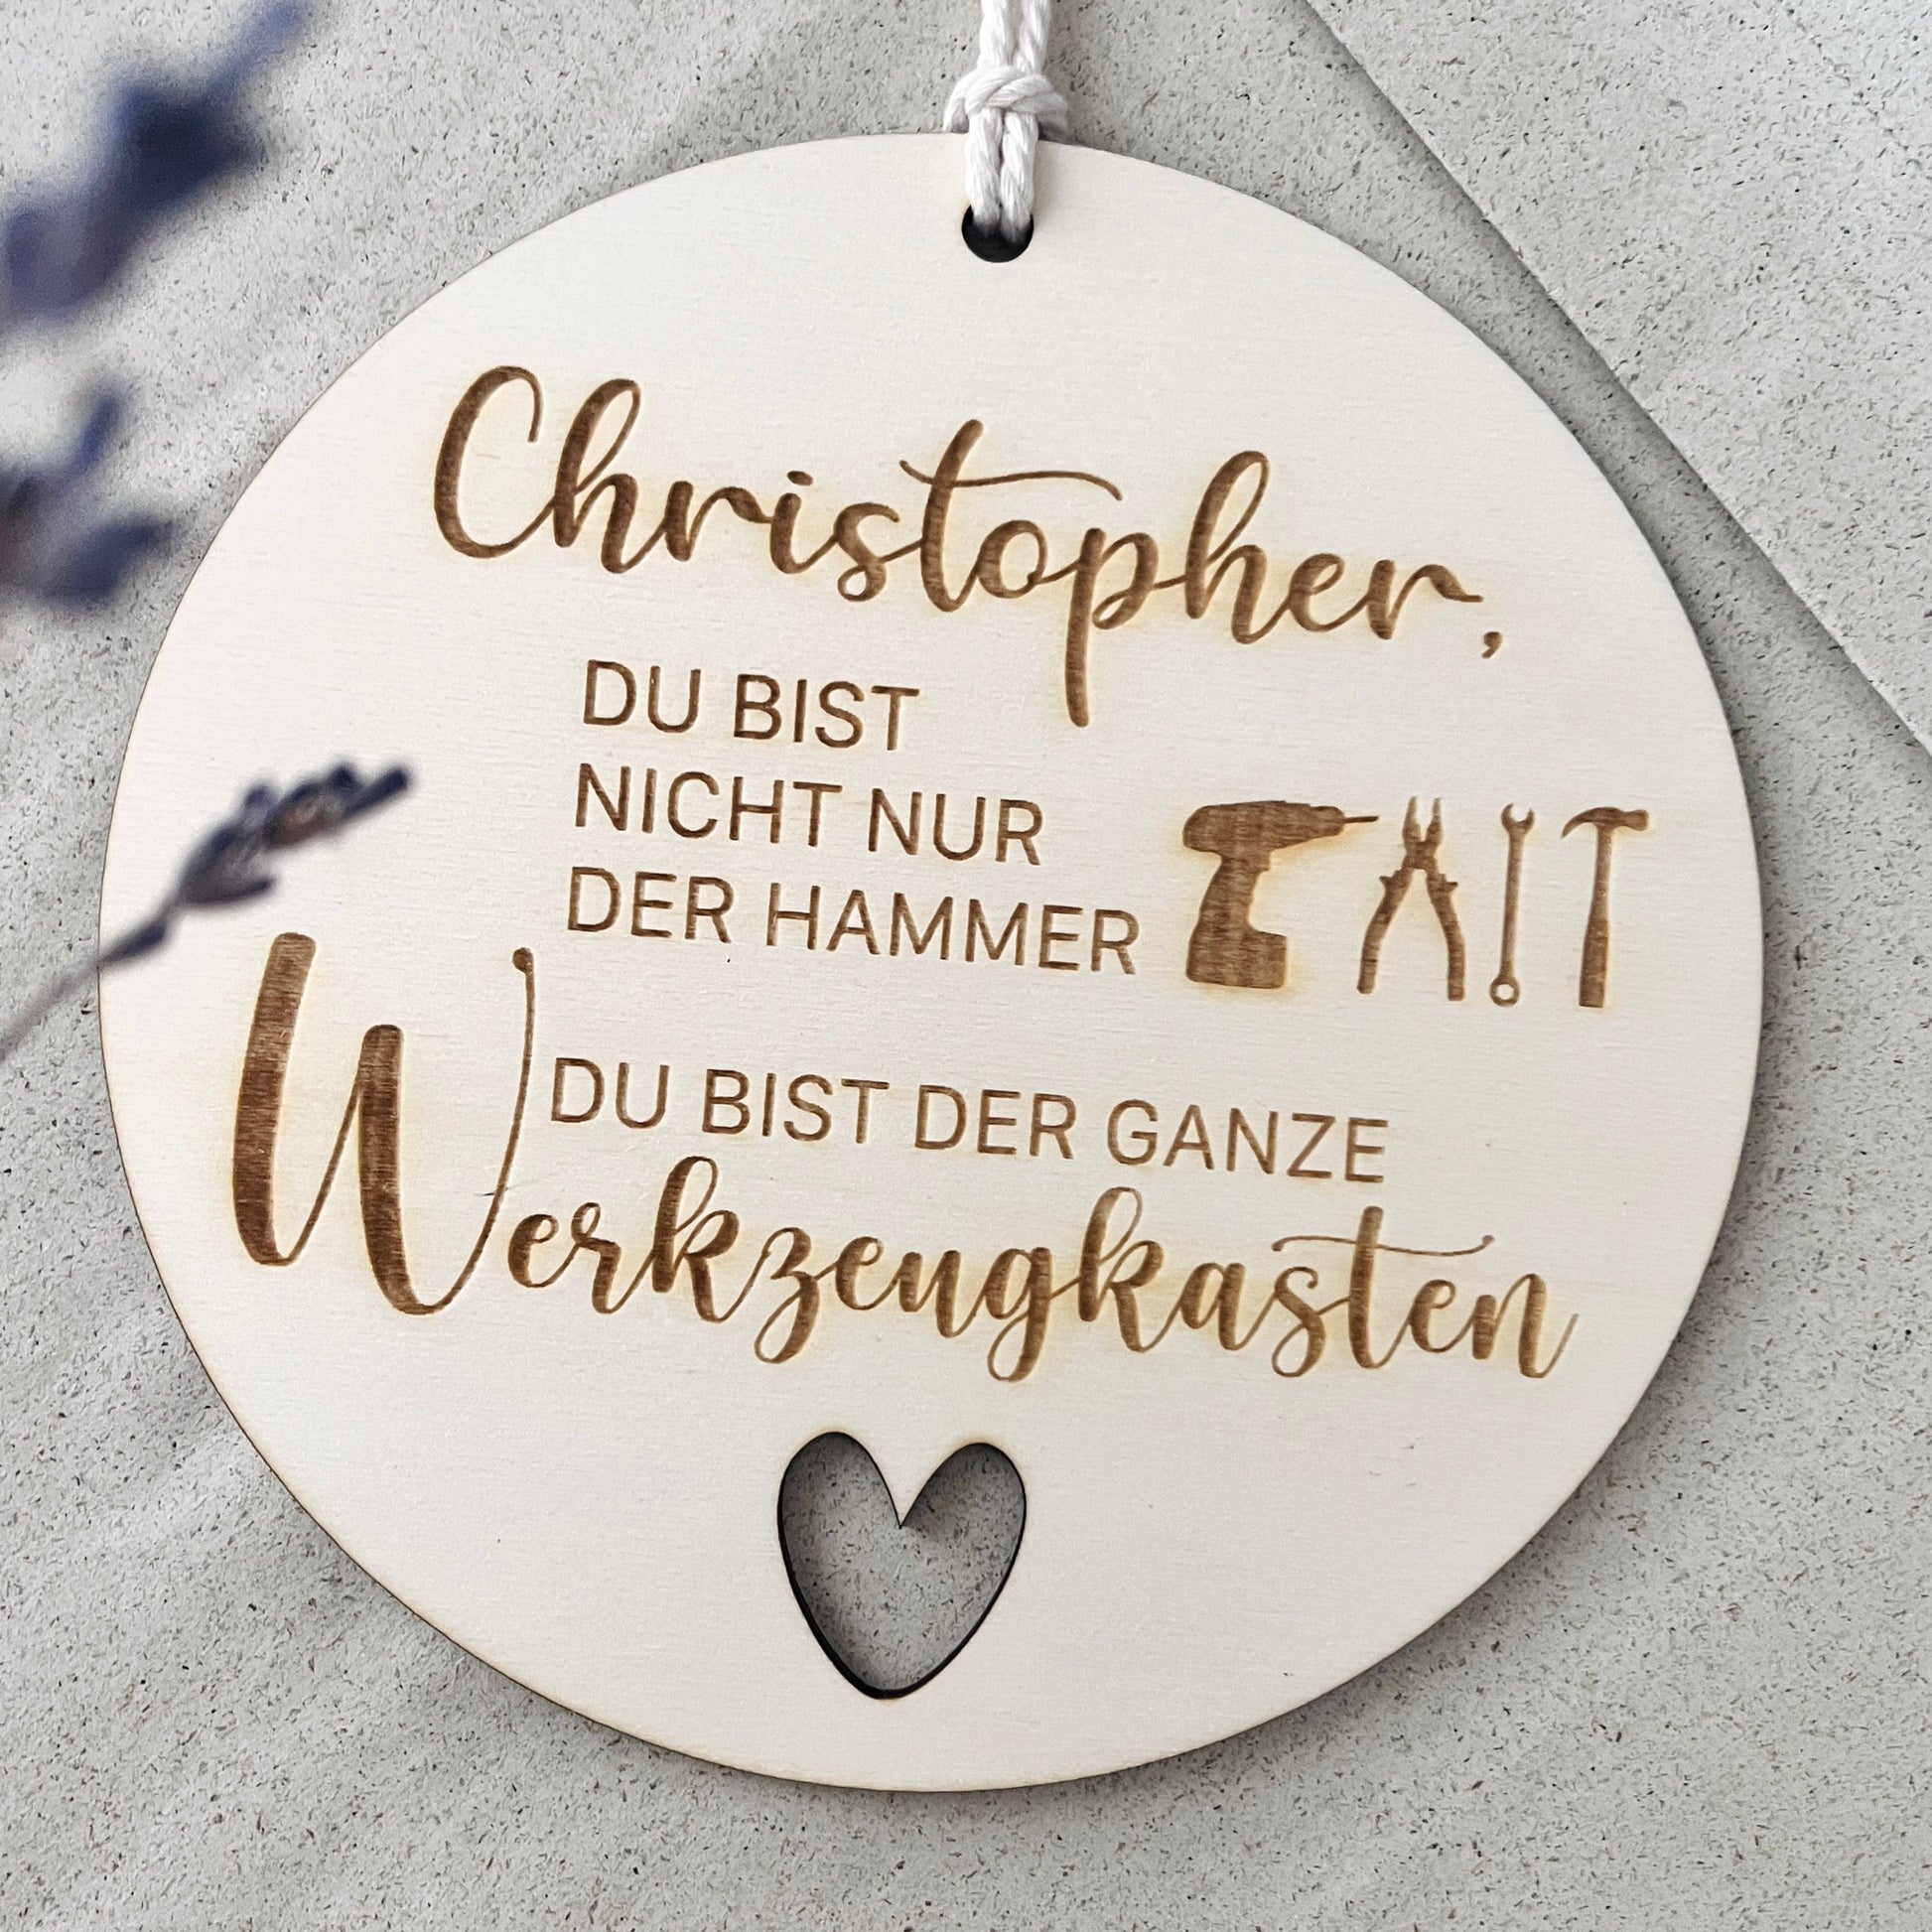 Christopher,
DU BIST
NICHT NUR
DER HAMMER
DU BIST DER GANZE
Werkzeugkasten